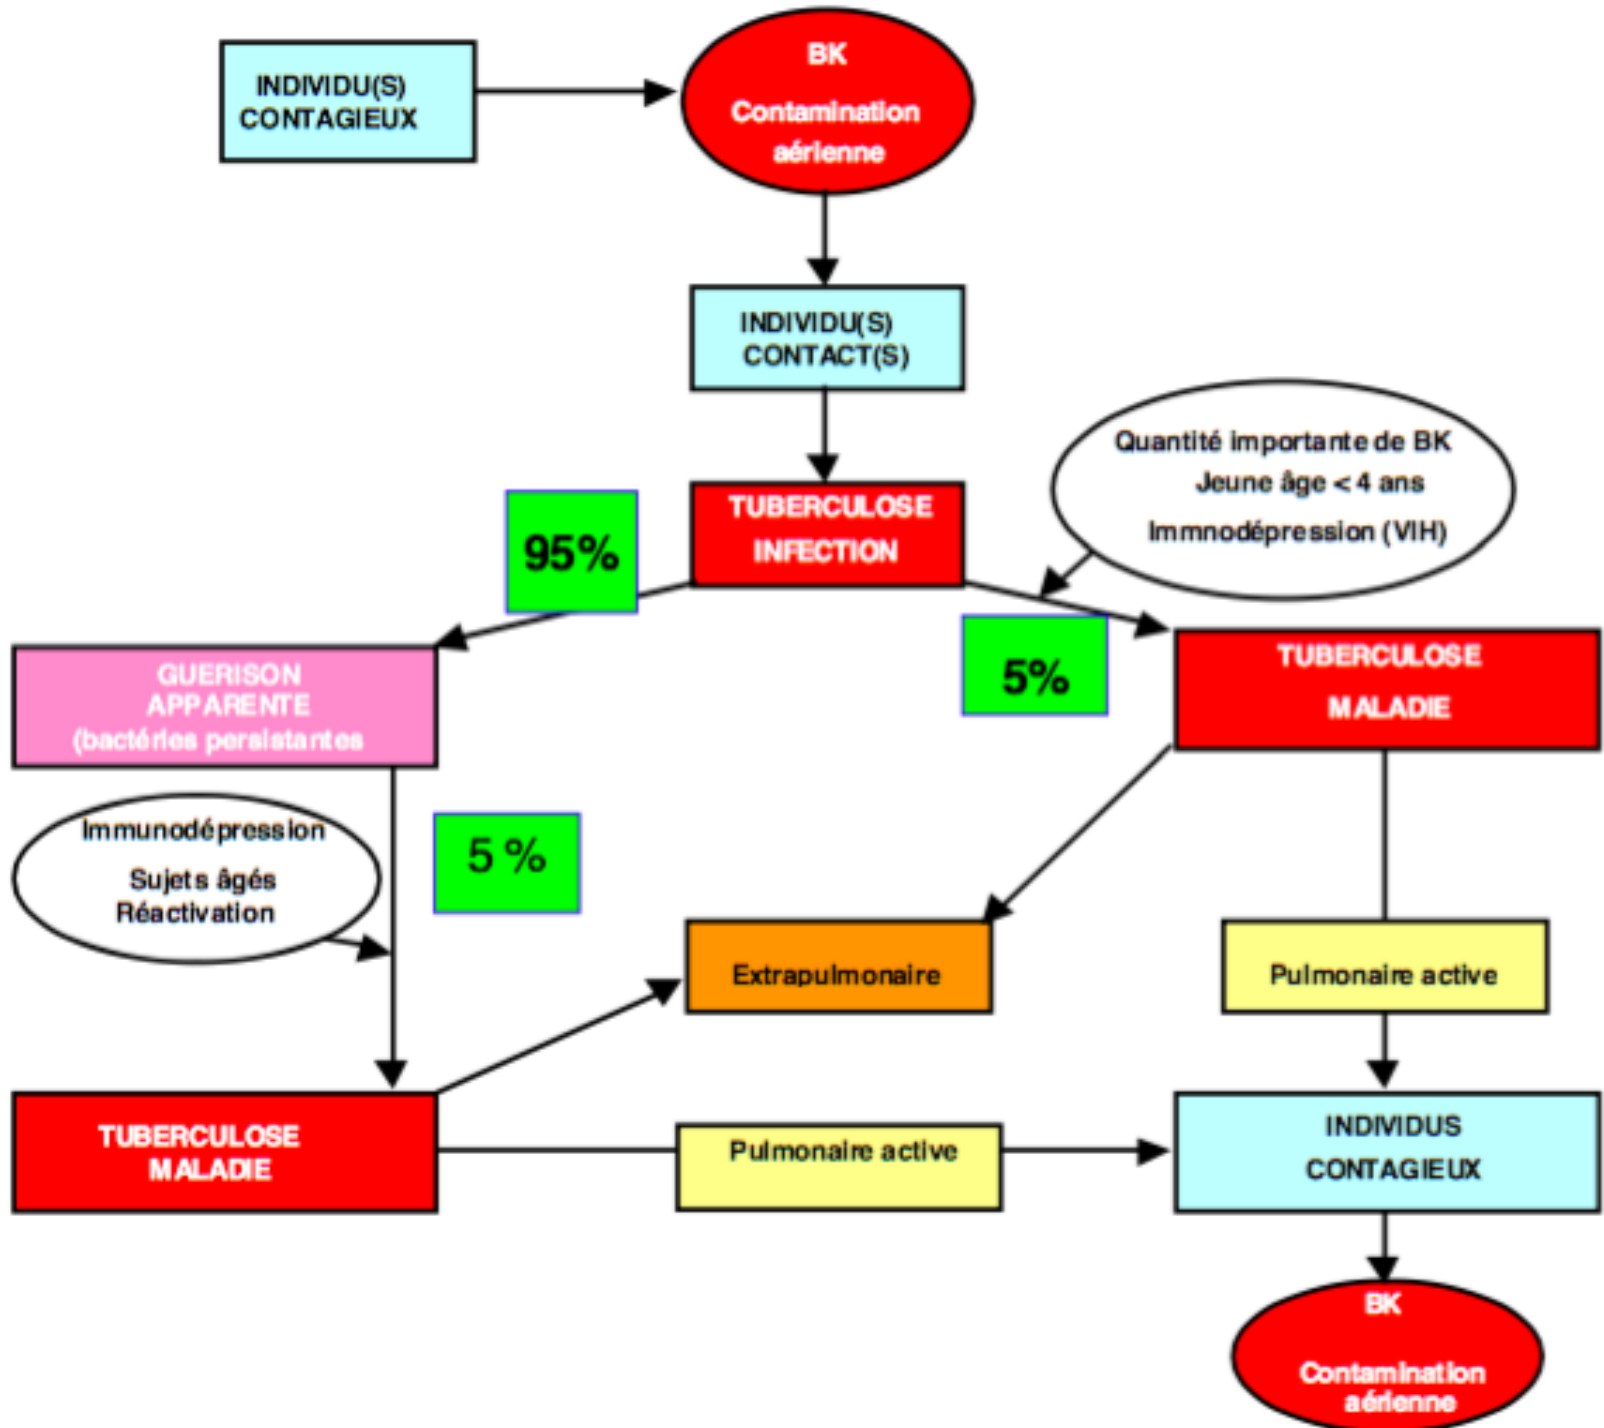 INDIVIDU(S)
CONTAGIEUX
BK
Contamination
aérienne
INDIVIDU(S)
CONTACT(S)
Quantité importante de BK
Jeune âge < 4 ans
Immnodépression (VIH)
TUBERCULOSE
INFECTION
95%
5%
GUERISON
APPARENTE
(bactéries persistantes
TUBERCULOSE
MALADIE
Immunodépression
Sujets âgés
Réactivation
5 %
Extrapulmonaire
Pulmonaire active
TUBERCULOSE
MALADIE
Pulmonaire active
INDIVIDUS
CONTAGIEUX
BK
Contamination
aérienne